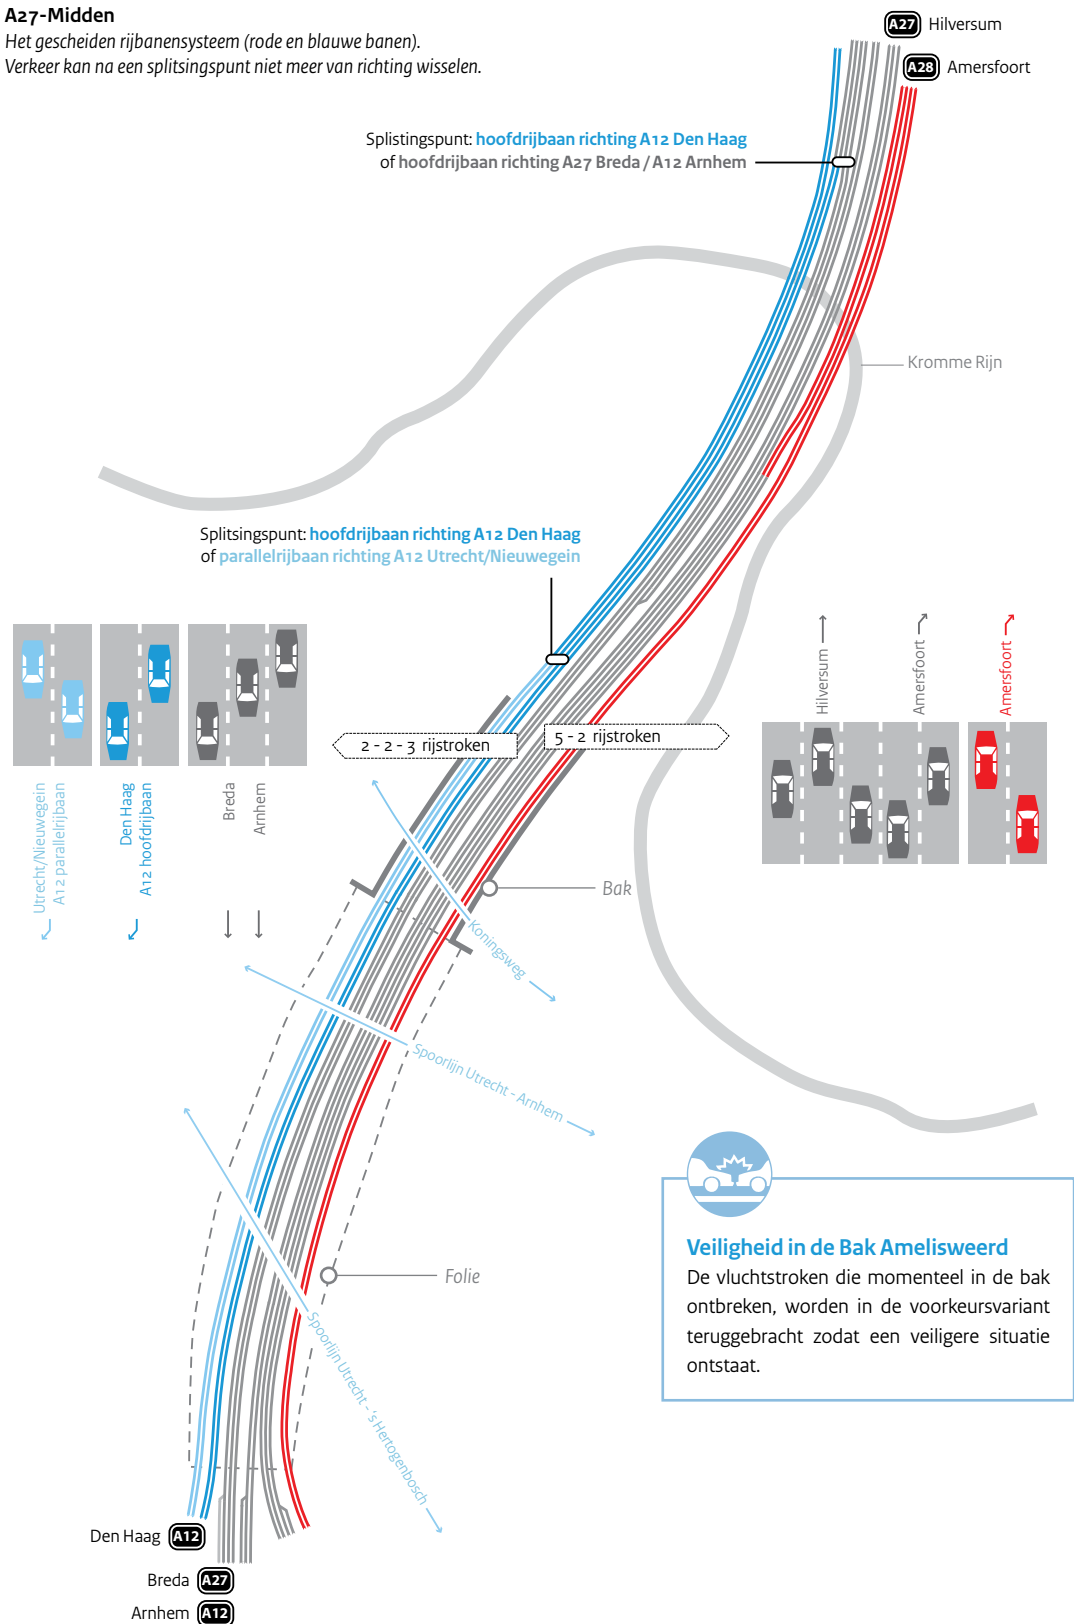 A27-Midden
Het gescheiden rijbanensysteem (rode en blauwe banen).
Verkeer kan na een splitsingspunt niet meer van richting wisselen.
A27 Hilversum
A28 Amersfoort
Splistingspunt: hoofdrijbaan richting A12 Den Haag
of hoofdrijbaan richting A27 Breda / A12 Arnhem
Kromme Rijn
Splitsingspunt: hoofdrijbaan richting A12 Den Haag
of parallelrijbaan richting A12 Utrecht/Nieuwegein
2 - 2 - 3 rijstroken
5 - 2 rijstroken
Hilversum
Amersfoort
Amersfoort
Utrecht/Nieuwegein
A12 parallelrijbaan
Den Haag
A12 hoofdrijbaan
Breda
Arnhem
Bak
Koningsweg
Spoorlijn Utrecht - Arnhem
Folie
Spoorlijn Utrecht - 's Hertogenbosch
Veiligheid in de Bak Amelisweerd
De vluchtstroken die momenteel in de bak
ontbreken, worden in de voorkeursvariant
teruggebracht zodat een veiligere situatie
ontstaat.
Den Haag A12
Breda A27
Arnhem A12